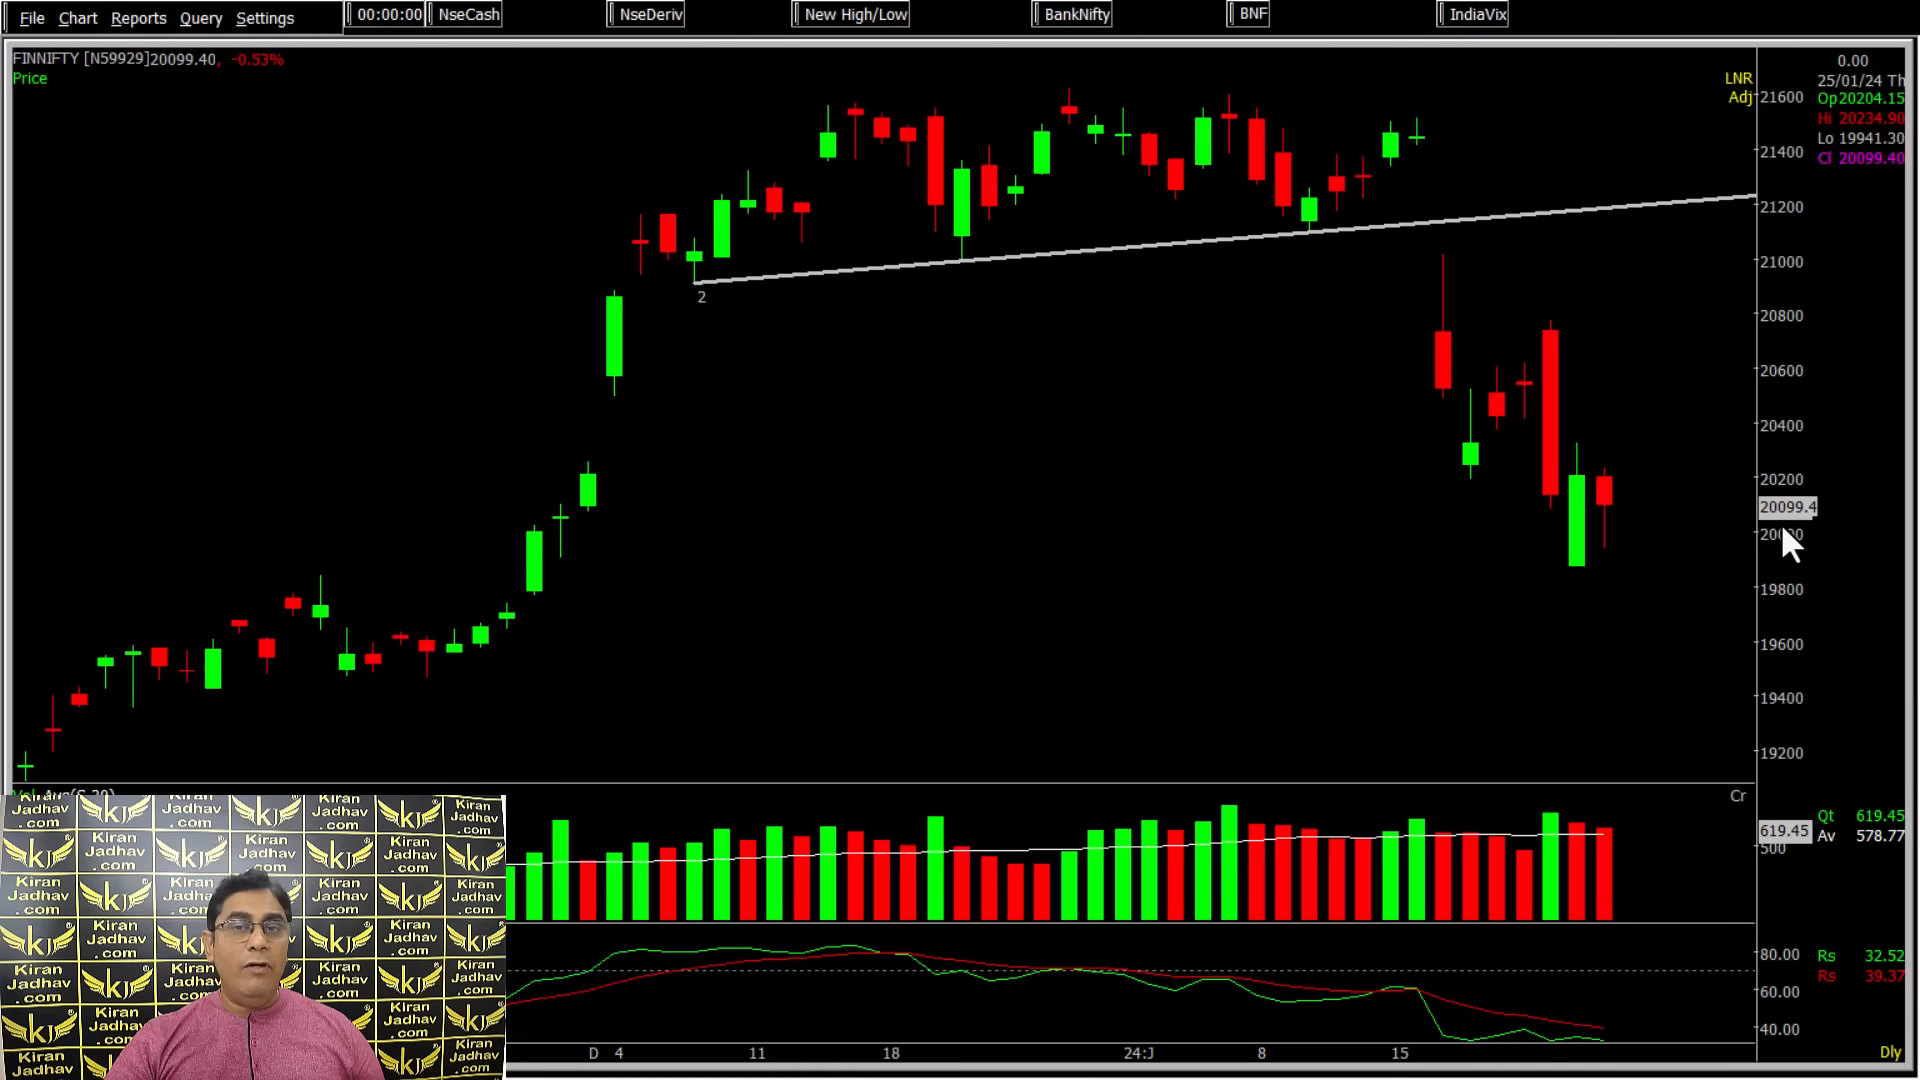 File Chart Reports Query Settings 00:00:00 NseCash NseDeriv New High/Low BankNifty BNF IndiaVix
FINNIFTY [N59929]20099.40, -0.53%
Price
LNR
Adj
0.00
25/01/24 Th
Op20204.15
Hi 20234.90
Lo 19941.30
Cl 20099.40
21600
21400
21200
21000
20800
20600
20400
20200
20099.4
19800
19600
19400
19200
2
Cr
619.45
500
Qt 619.45
Av 578.77
80.00
60.00
40.00
Rs 32.52
Rs 39.37
D 4 11 18 24:J 8 15
Dly
Kiran
Jadhav
.com
KJ